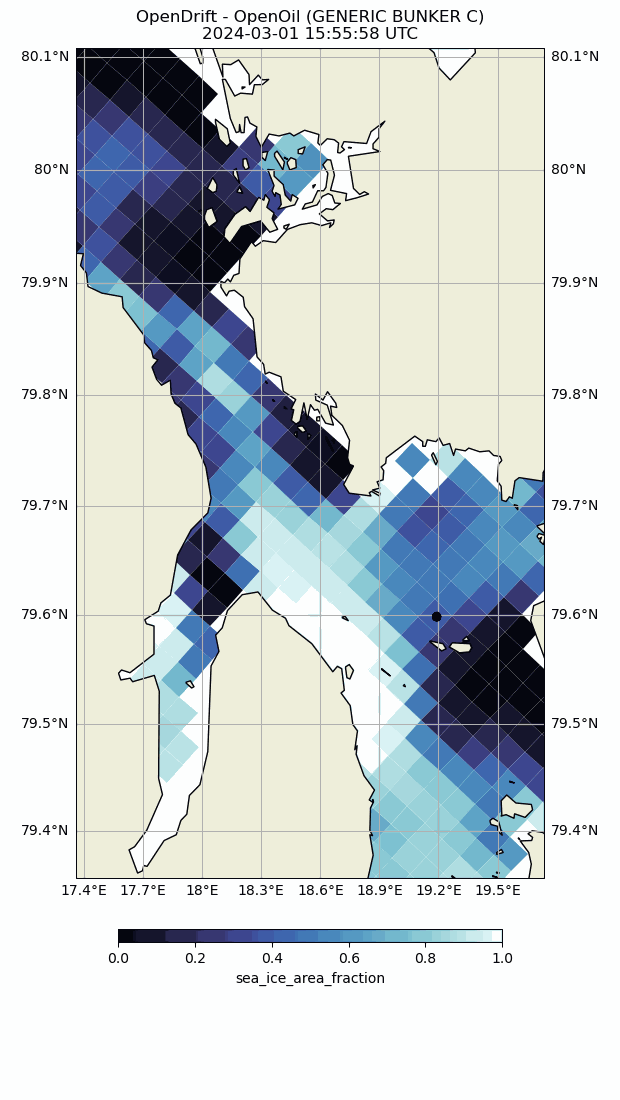 OpenDrift - OpenOil (GENERIC BUNKER C)
2024-03-01 15:55:58 UTC
80.1°N 80.1°N
80°N 80°N
79.9°N 79.9°N
79.8°N 79.8°N
79.7°N 79.7°N
79.6°N 79.6°N
79.5°N 79.5°N
79.4°N 79.4°N
17.4°E 17.7°E 18°E 18.3°E 18.6°E 18.9°E 19.2°E 19.5°E
0.0 0.2 0.4 0.6 0.8 1.0
sea_ice_area_fraction